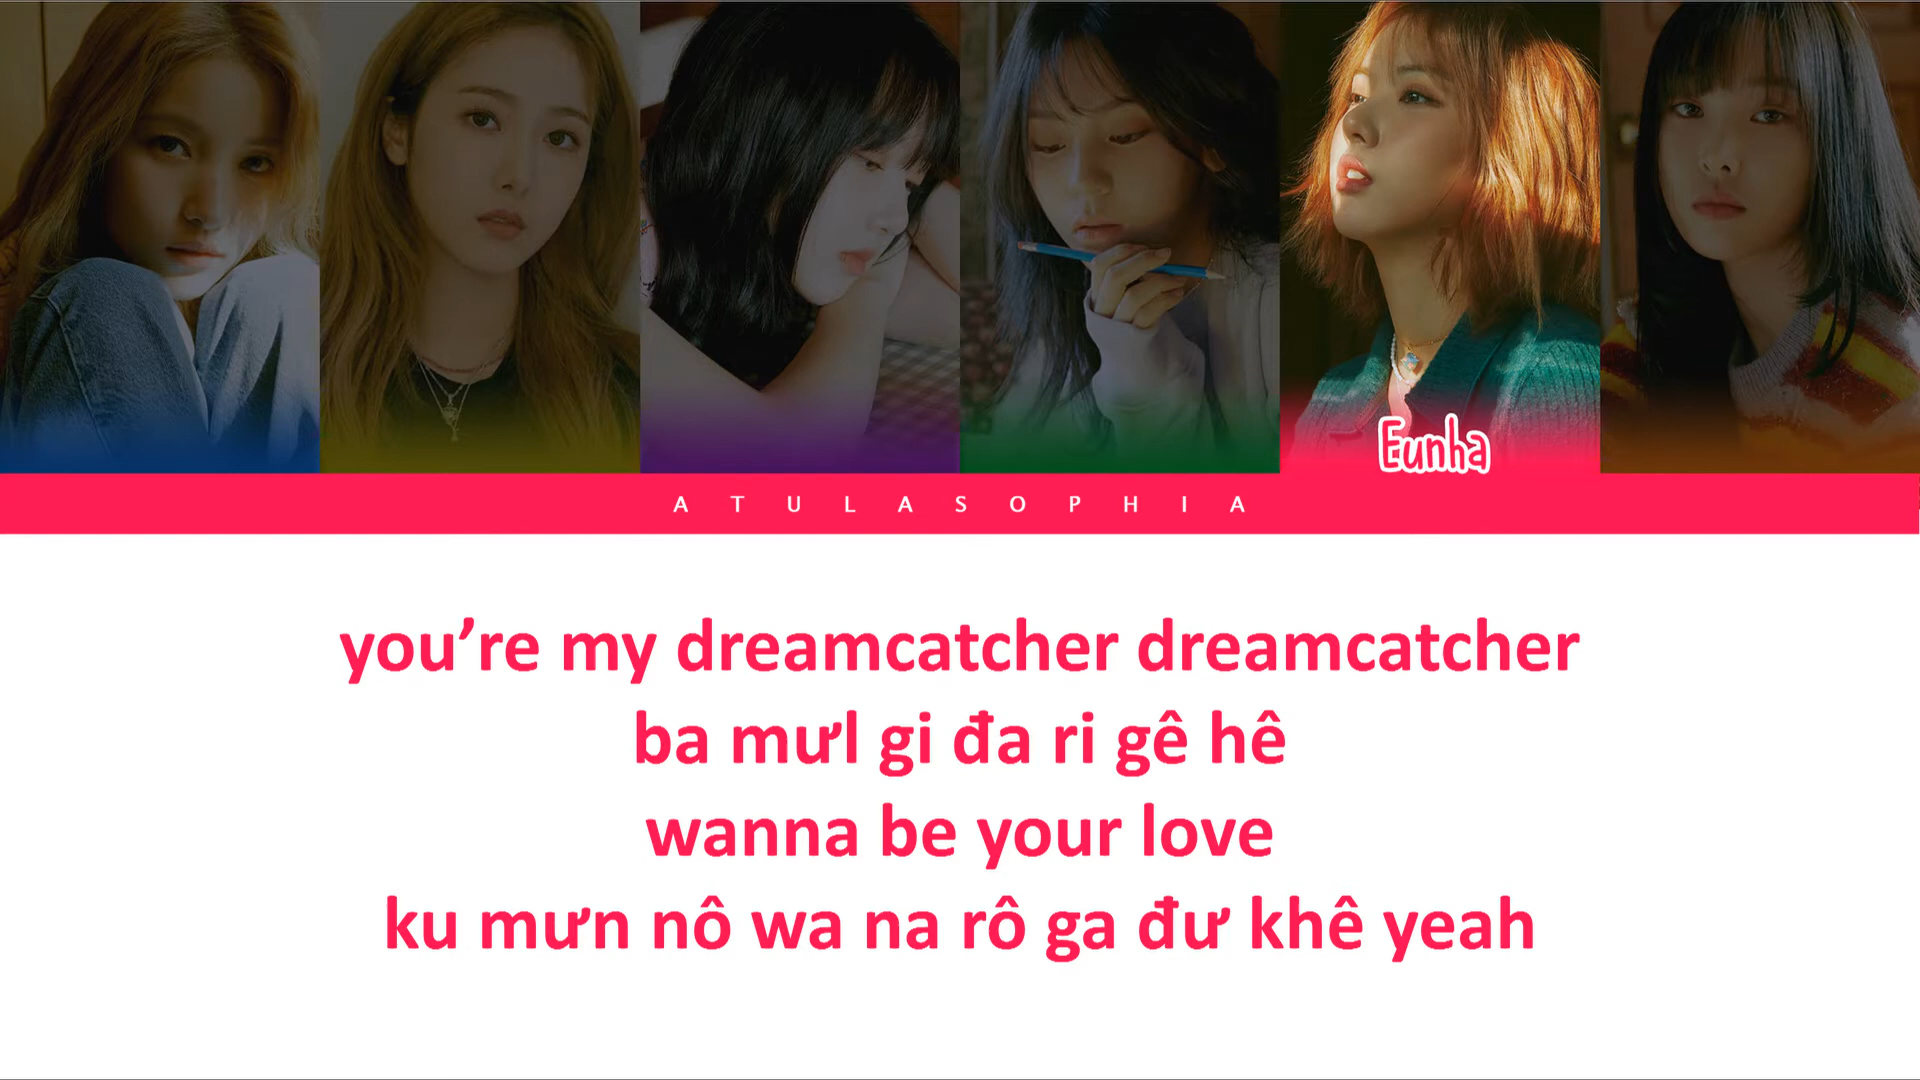 Eunha
ATULASOPHIA
you’re my dreamcatcher dreamcatcher
ba mưl gi đa ri gê hê
wanna be your love
ku mưn nô wa na rô ga đư khê yeah